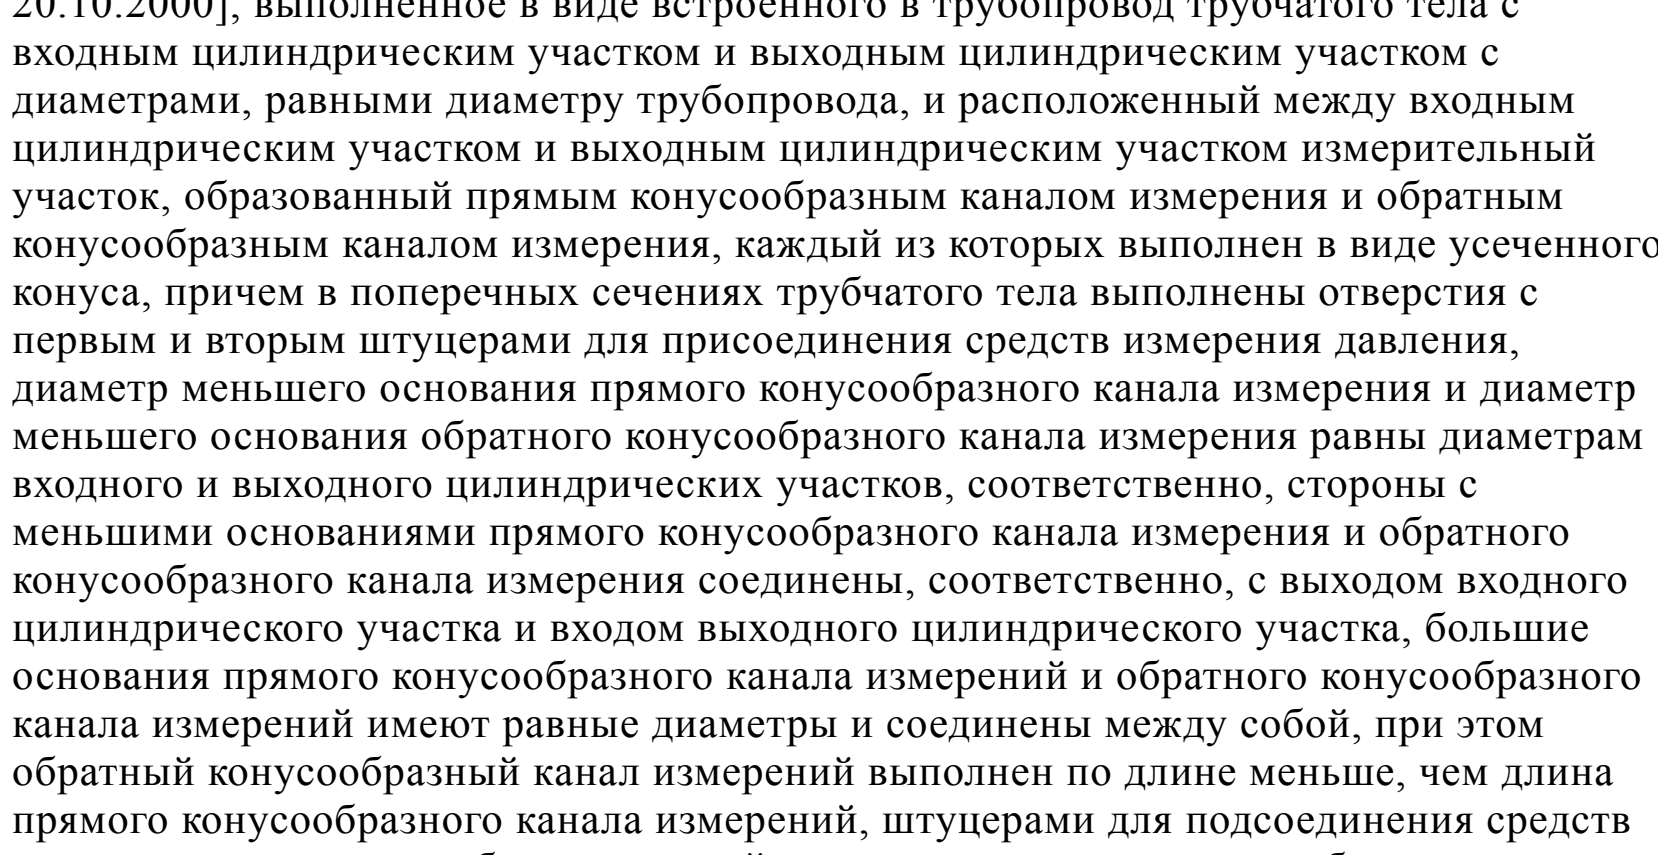 20.10.2000], выполненное в виде встроенного в трубопровод трубчатого тела с
входным цилиндрическим участком и выходным цилиндрическим участком с
диаметрами, равными диаметру трубопровода, и расположенный между входным
цилиндрическим участком и выходным цилиндрическим участком измерительный
участок, образованный прямым конусообразным каналом измерения и обратным
конусообразным каналом измерения, каждый из которых выполнен в виде усеченного
конуса, причем в поперечных сечениях трубчатого тела выполнены отверстия с
первым и вторым штуцерами для присоединения средств измерения давления,
диаметр меньшего основания прямого конусообразного канала измерения и диаметр
меньшего основания обратного конусообразного канала измерения равны диаметрам
входного и выходного цилиндрических участков, соответственно, стороны с
меньшими основаниями прямого конусообразного канала измерения и обратного
конусообразного канала измерения соединены, соответственно, с выходом входного
цилиндрического участка и входом выходного цилиндрического участка, большие
основания прямого конусообразного канала измерений и обратного конусообразного
канала измерений имеют равные диаметры и соединены между собой, при этом
обратный конусообразный канал измерений выполнен по длине меньше, чем длина
прямого конусообразного канала измерений, штуцерами для подсоединения средств